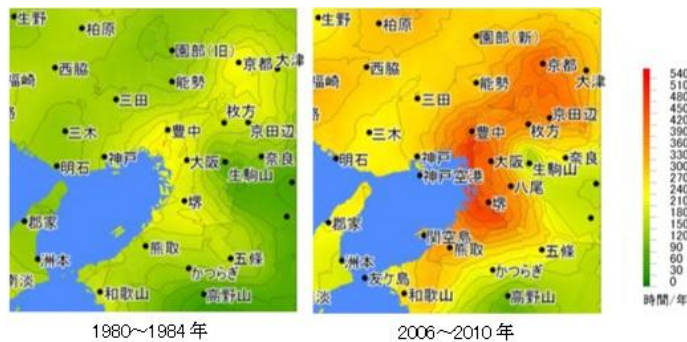 生野
柏原
園部(旧)
京都
大津
福崎
西脇
能勢
三田
枚方
豊中
京田辺
三木
神戸
大阪
奈良
明石
生駒山
堺
郡家
熊取
五條
洲本
かつらぎ
南淡
和歌山
高野山
1980～1984年
生野
柏原
園部(新)
京都
大津
福崎
西脇
能勢
三田
京田辺
豊中
枚方
三木
神戸
大阪
奈良
明石
生駒山
神戸空港
八尾
堺
郡家
関空島
熊取
五條
洲本
友ケ島
かつらぎ
南淡
和歌山
高野山
2006～2010年
540
510
480
450
420
390
360
330
300
270
240
210
180
150
120
90
60
30
0
時間/年